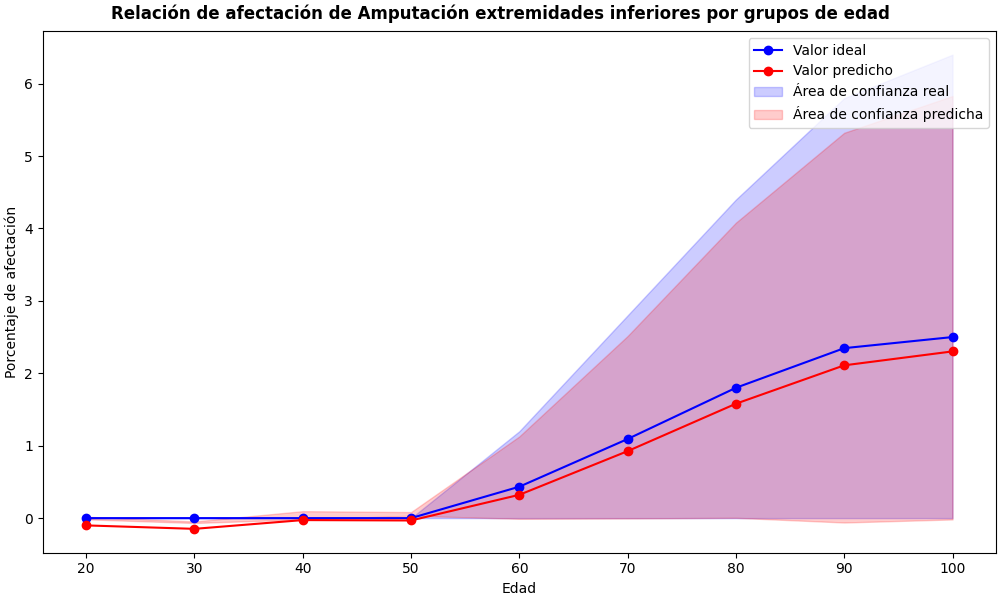 Relación de afectación de Amputación extremidades inferiores por grupos de edad
Valor ideal
Valor predicho
Área de confianza real
Área de confianza predicha
Porcentaje de afectación
6
5
4
3
2
1
0
20 30 40 50 60 70 80 90 100
Edad